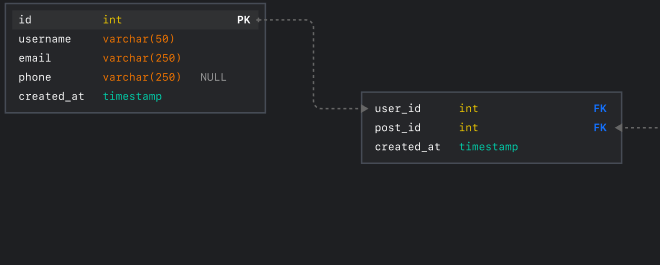 id int PK
username varchar(50)
email varchar(250)
phone varchar(250) NULL
created_at timestamp
user_id int FK
post_id int FK
created_at timestamp